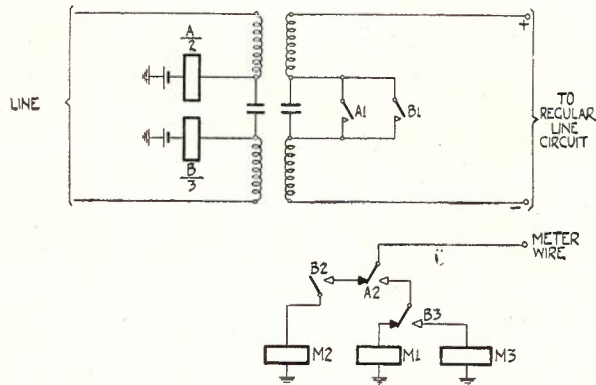 A
2
+
LINE
A1
B1
TO
REGULAR
LINE
CIRCUIT
B
3
−
METER
WIRE
B2
A2
B3
M2
M1
M3